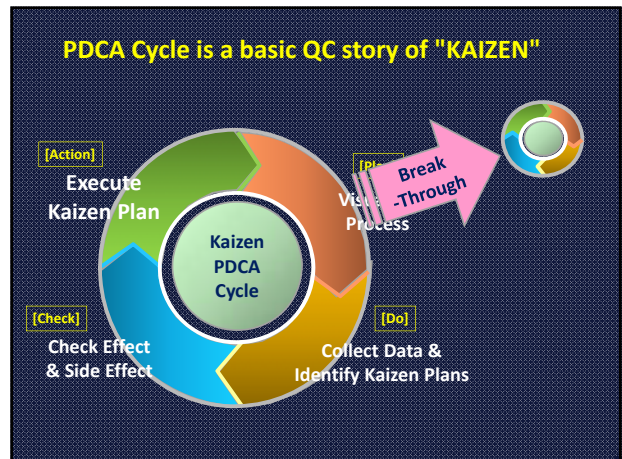 PDCA Cycle is a basic QC story of "KAIZEN"
[Action]
Execute
Kaizen Plan
Break
-Through
Process
Kaizen
PDCA
Cycle
[Check]
Check Effect
& Side Effect
[Do]
Collect Data &
Identify Kaizen Plans